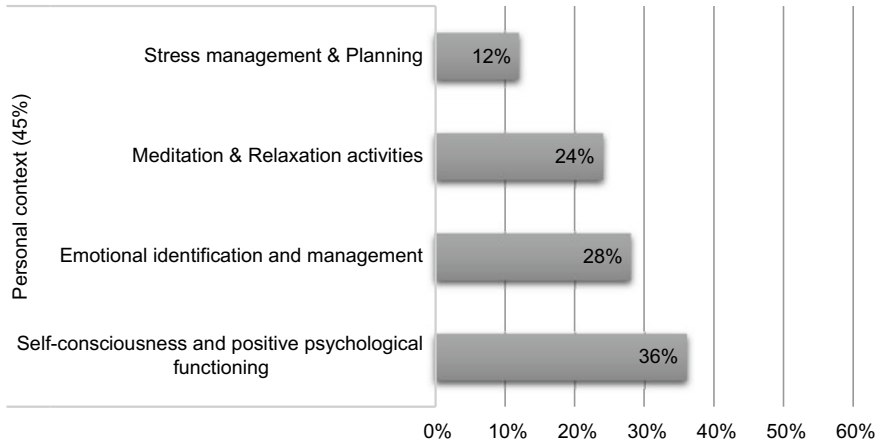 Personal context (45%)
Stress management & Planning
12%
Meditation & Relaxation activities
24%
Emotional identification and management
28%
Self-consciousness and positive psychological
functioning
36%
0% 10% 20% 30% 40% 50% 60%